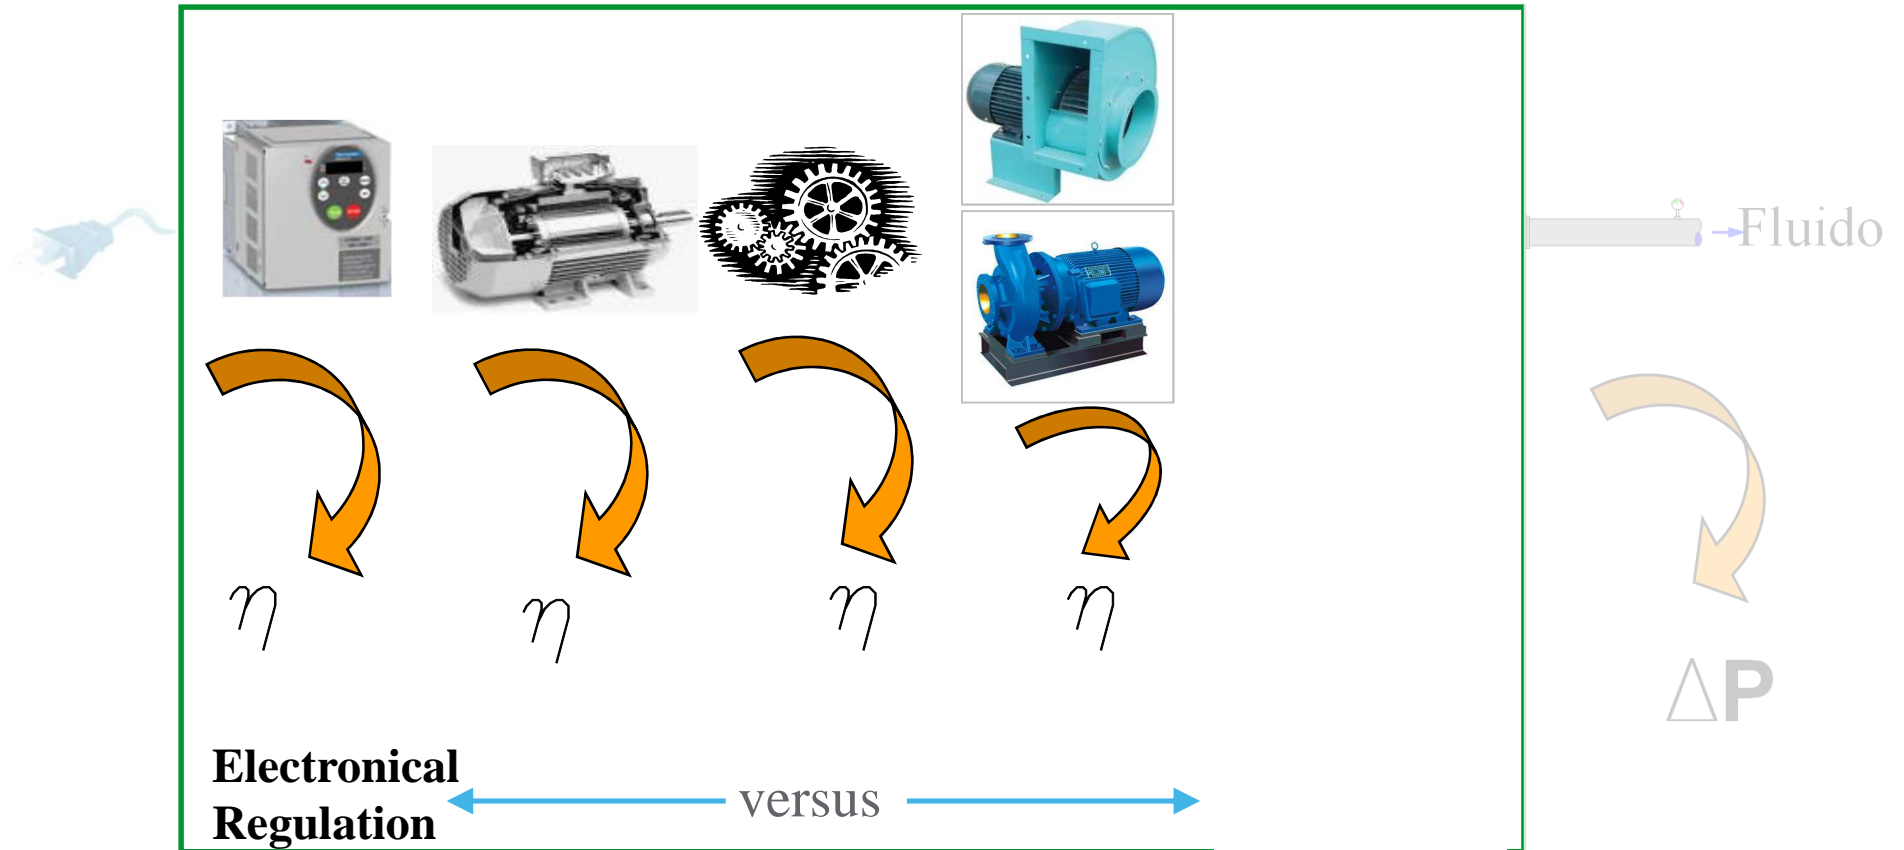 Fluido
η η η η
ΔP
Electronical
Regulation
versus